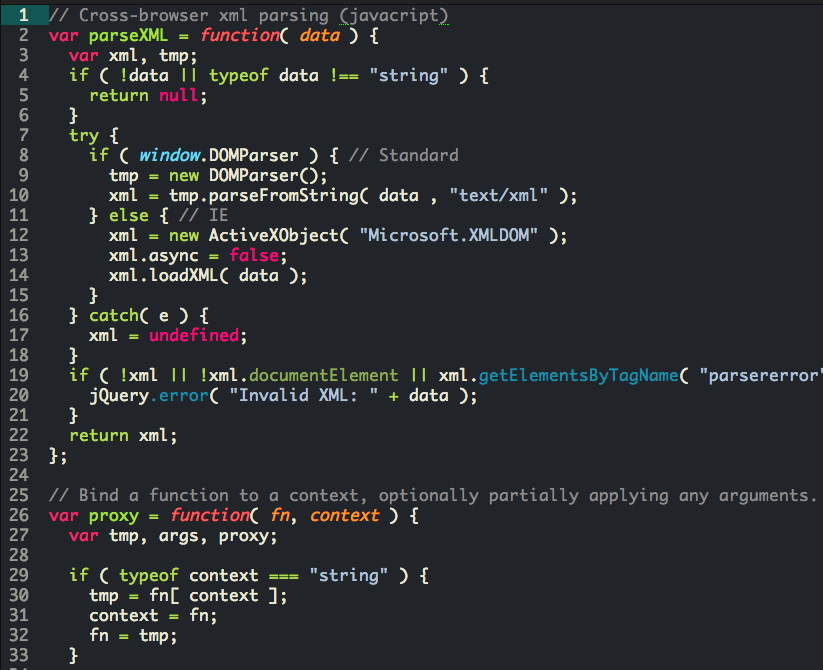 1 // Cross-browser xml parsing (javacript)
2 var parseXML = function( data ) {
3   var xml, tmp;
4   if ( !data || typeof data !== "string" ) {
5     return null;
6   }
7   try {
8     if ( window.DOMParser ) { // Standard
9       tmp = new DOMParser();
10       xml = tmp.parseFromString( data , "text/xml" );
11     } else { // IE
12       xml = new ActiveXObject( "Microsoft.XMLDOM" );
13       xml.async = false;
14       xml.loadXML( data );
15     }
16   } catch( e ) {
17     xml = undefined;
18   }
19   if ( !xml || !xml.documentElement || xml.getElementsByTagName( "parsererror"
20     jQuery.error( "Invalid XML: " + data );
21   }
22   return xml;
23 };
24
25 // Bind a function to a context, optionally partially applying any arguments.
26 var proxy = function( fn, context ) {
27   var tmp, args, proxy;
28
29   if ( typeof context === "string" ) {
30     tmp = fn[ context ];
31     context = fn;
32     fn = tmp;
33   }